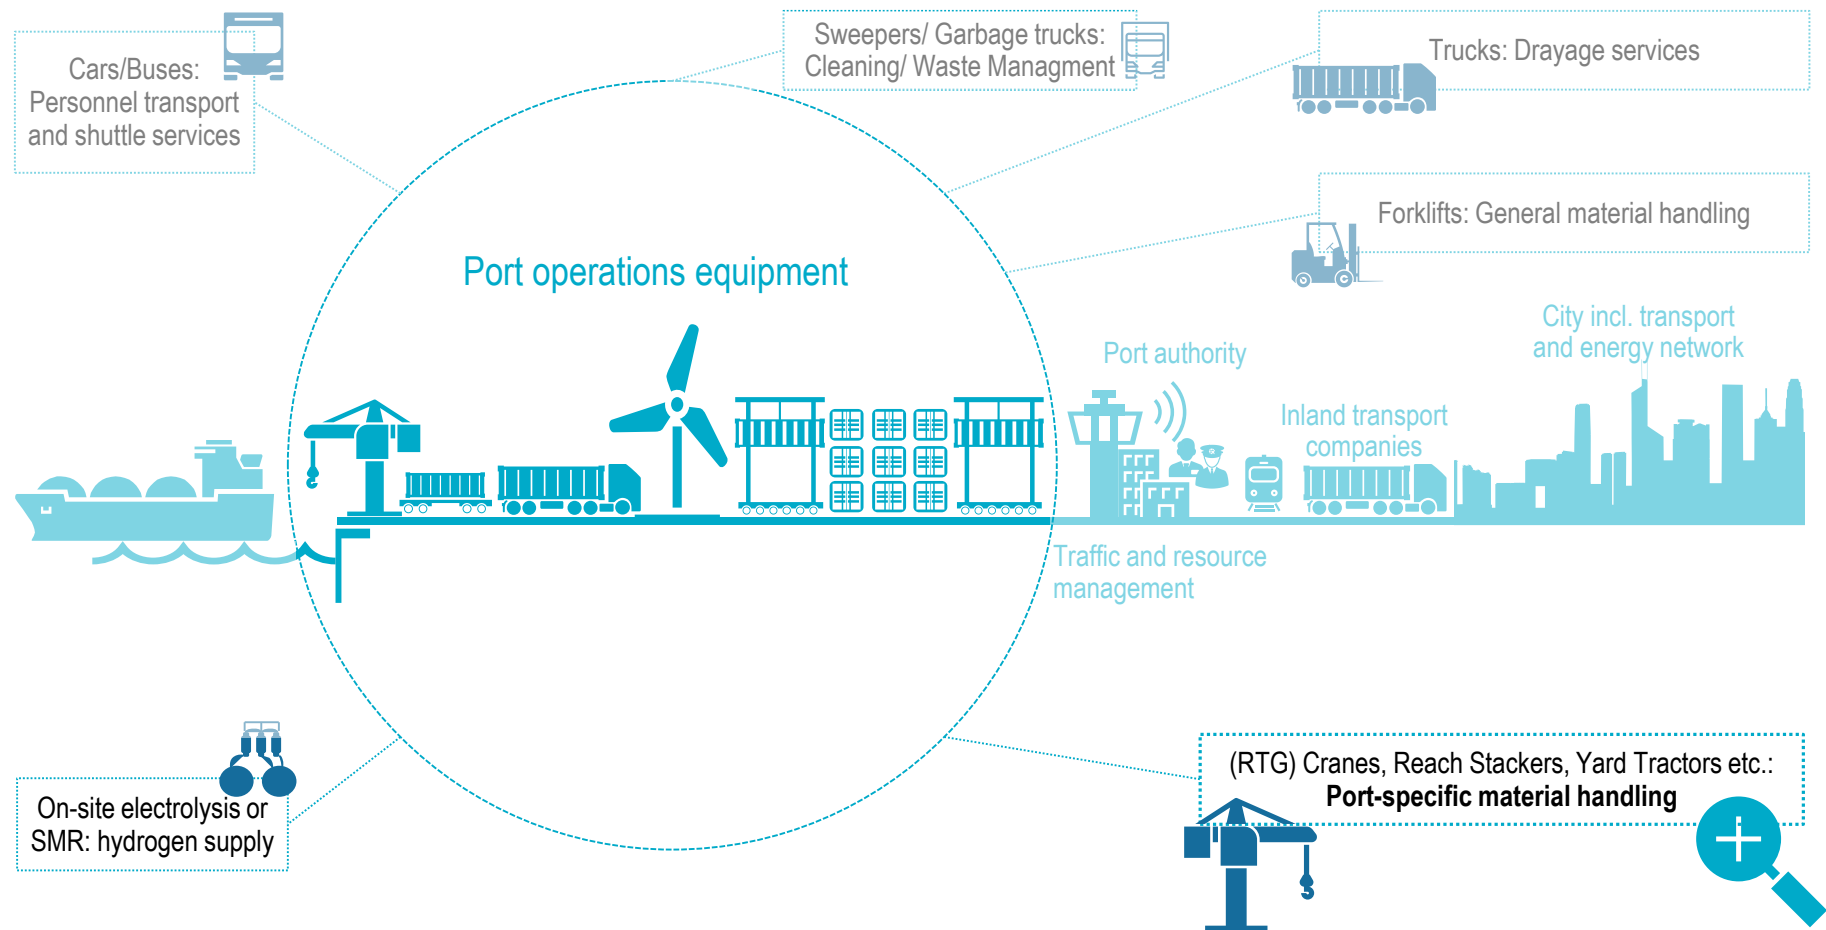 Cars/Buses:
Personnel transport
and shuttle services
Sweepers/ Garbage trucks:
Cleaning/ Waste Managment
Trucks: Drayage services
Forklifts: General material handling
Port operations equipment
Port authority
City incl. transport
and energy network
Inland transport
companies
Traffic and resource
management
On-site electrolysis or
SMR: hydrogen supply
(RTG) Cranes, Reach Stackers, Yard Tractors etc.:
Port-specific material handling